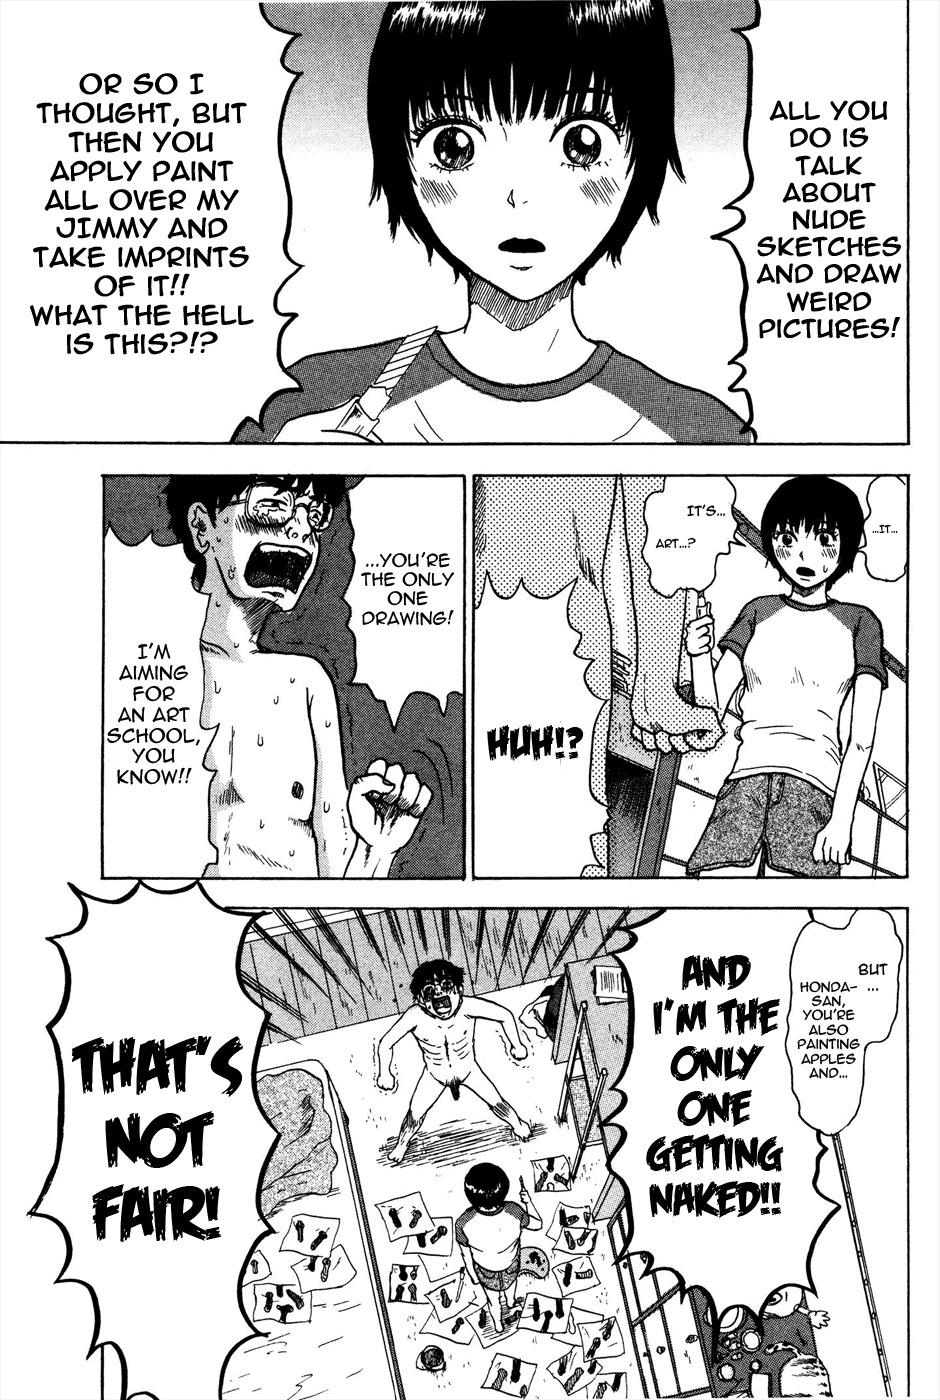 ALL YOU
DO IS
TALK
ABOUT
NUDE
SKETCHES
AND DRAW
WEIRD
PICTURES!
OR SO I
THOUGHT, BUT
THEN YOU
APPLY PAINT
ALL OVER MY
JIMMY AND
TAKE IMPRINTS
OF IT!!
WHAT THE HELL
IS THIS?!?
...IT...
IT'S...
ART...?
HUH!?
...YOU'RE
THE ONLY
ONE
DRAWING!
I'M
AIMING
FOR
AN ART
SCHOOL,
YOU
KNOW!!
BUT
...
HONDA-
SAN,
YOU'RE
ALSO
PAINTING
APPLES
AND...
AND
I'M THE
ONLY
ONE
GETTING
NAKED!!
THAT'S
NOT
FAIR!